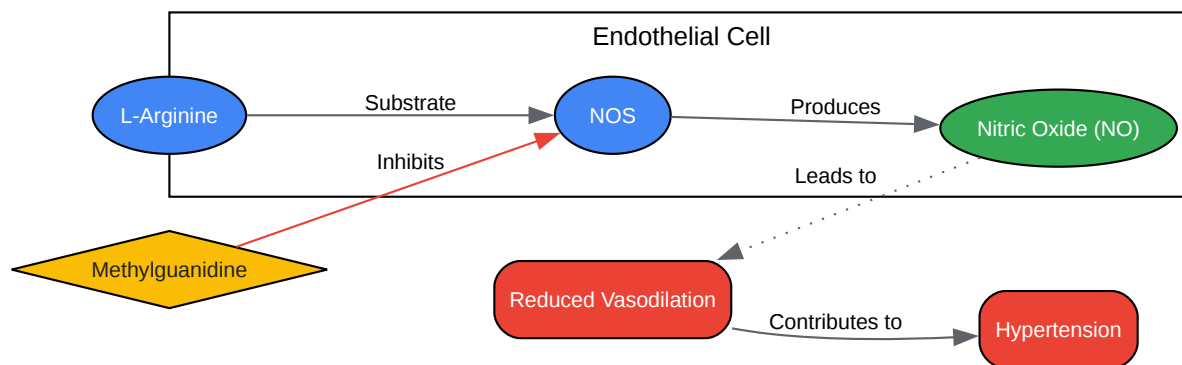 Endothelial Cell
L-Arginine
Substrate
NOS
Produces
Nitric Oxide (NO)
Inhibits
Leads to
Methylguanidine
Reduced Vasodilation
Contributes to
Hypertension